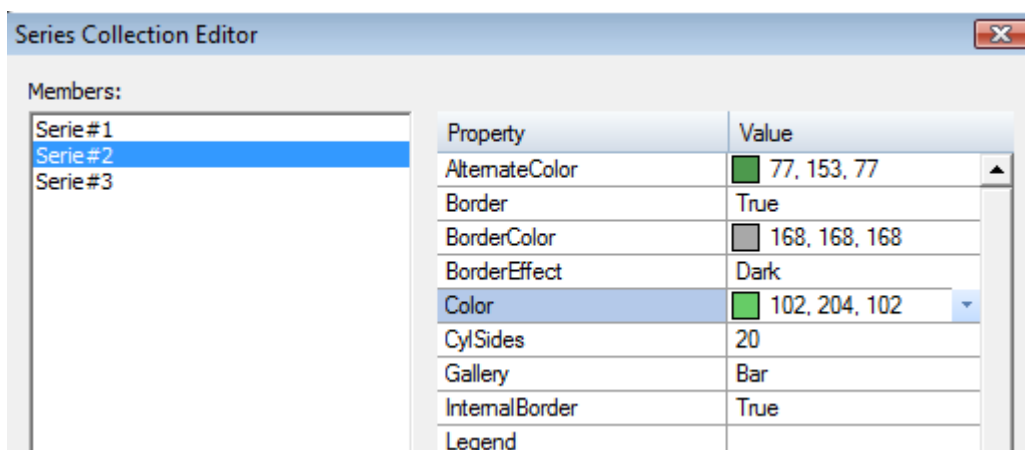 Series Collection Editor
Members:
Serie#1
Serie#2
Serie#3
Property Value
AlternateColor 77, 153, 77
Border True
BorderColor 168, 168, 168
BorderEffect Dark
Color 102, 204, 102
CylSides 20
Gallery Bar
InternalBorder True
Legend